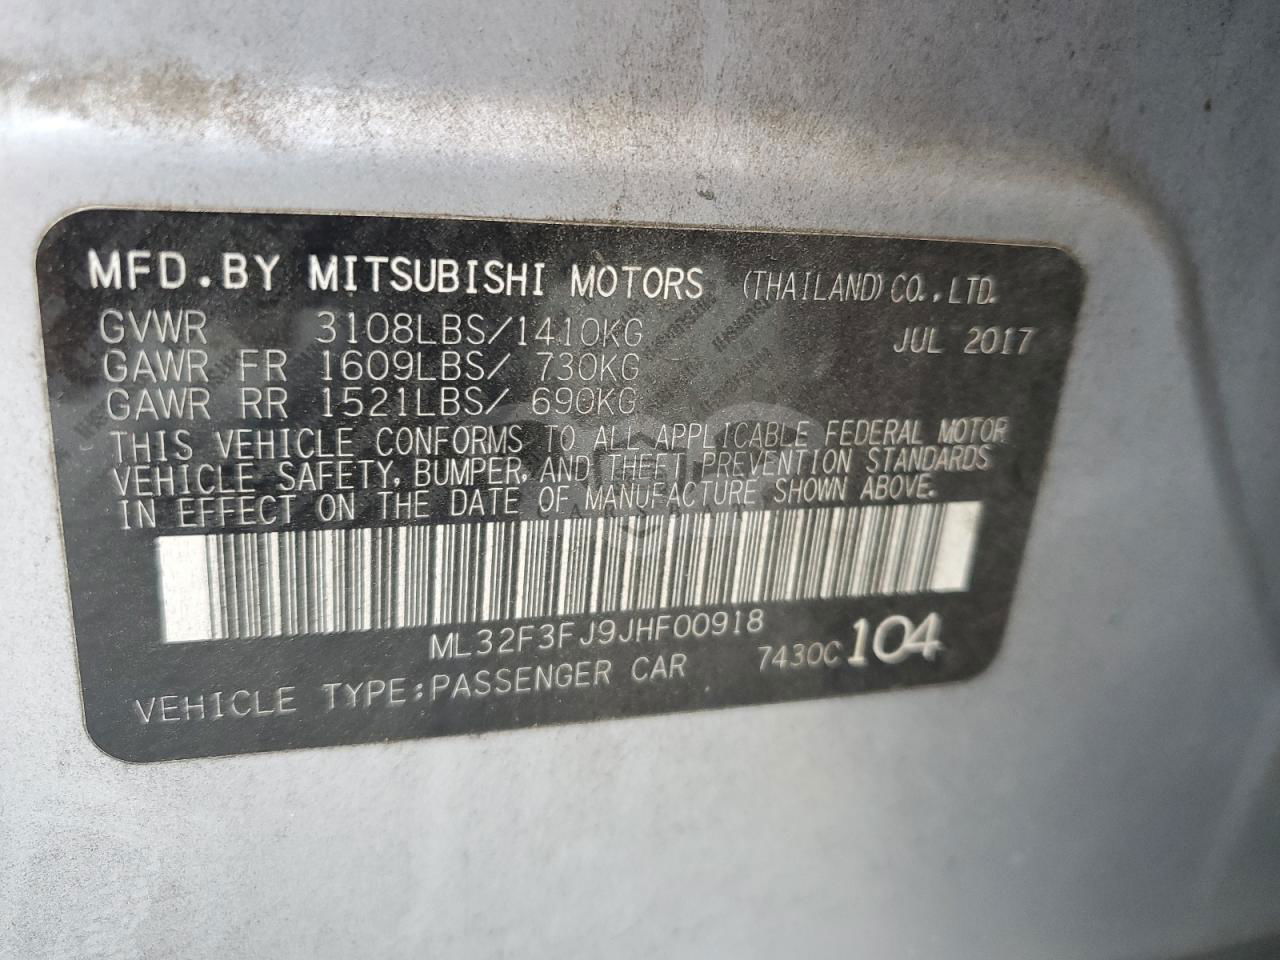 MFD.BY MITSUBISHI MOTORS (THAILAND) CO.,LTD.
GVWR 3108LBS/1410KG JUL 2017
GAWR FR 1609LBS/ 730KG
GAWR RR 1521LBS/ 690KG
THIS VEHICLE CONFORMS TO ALL APPLICABLE FEDERAL MOTOR
VEHICLE SAFETY, BUMPER, AND THEFT PREVENTION STANDARDS
IN EFFECT ON THE DATE OF MANUFACTURE SHOWN ABOVE.
ML32F3FJ9JHF00918
7430C 104
VEHICLE TYPE:PASSENGER CAR